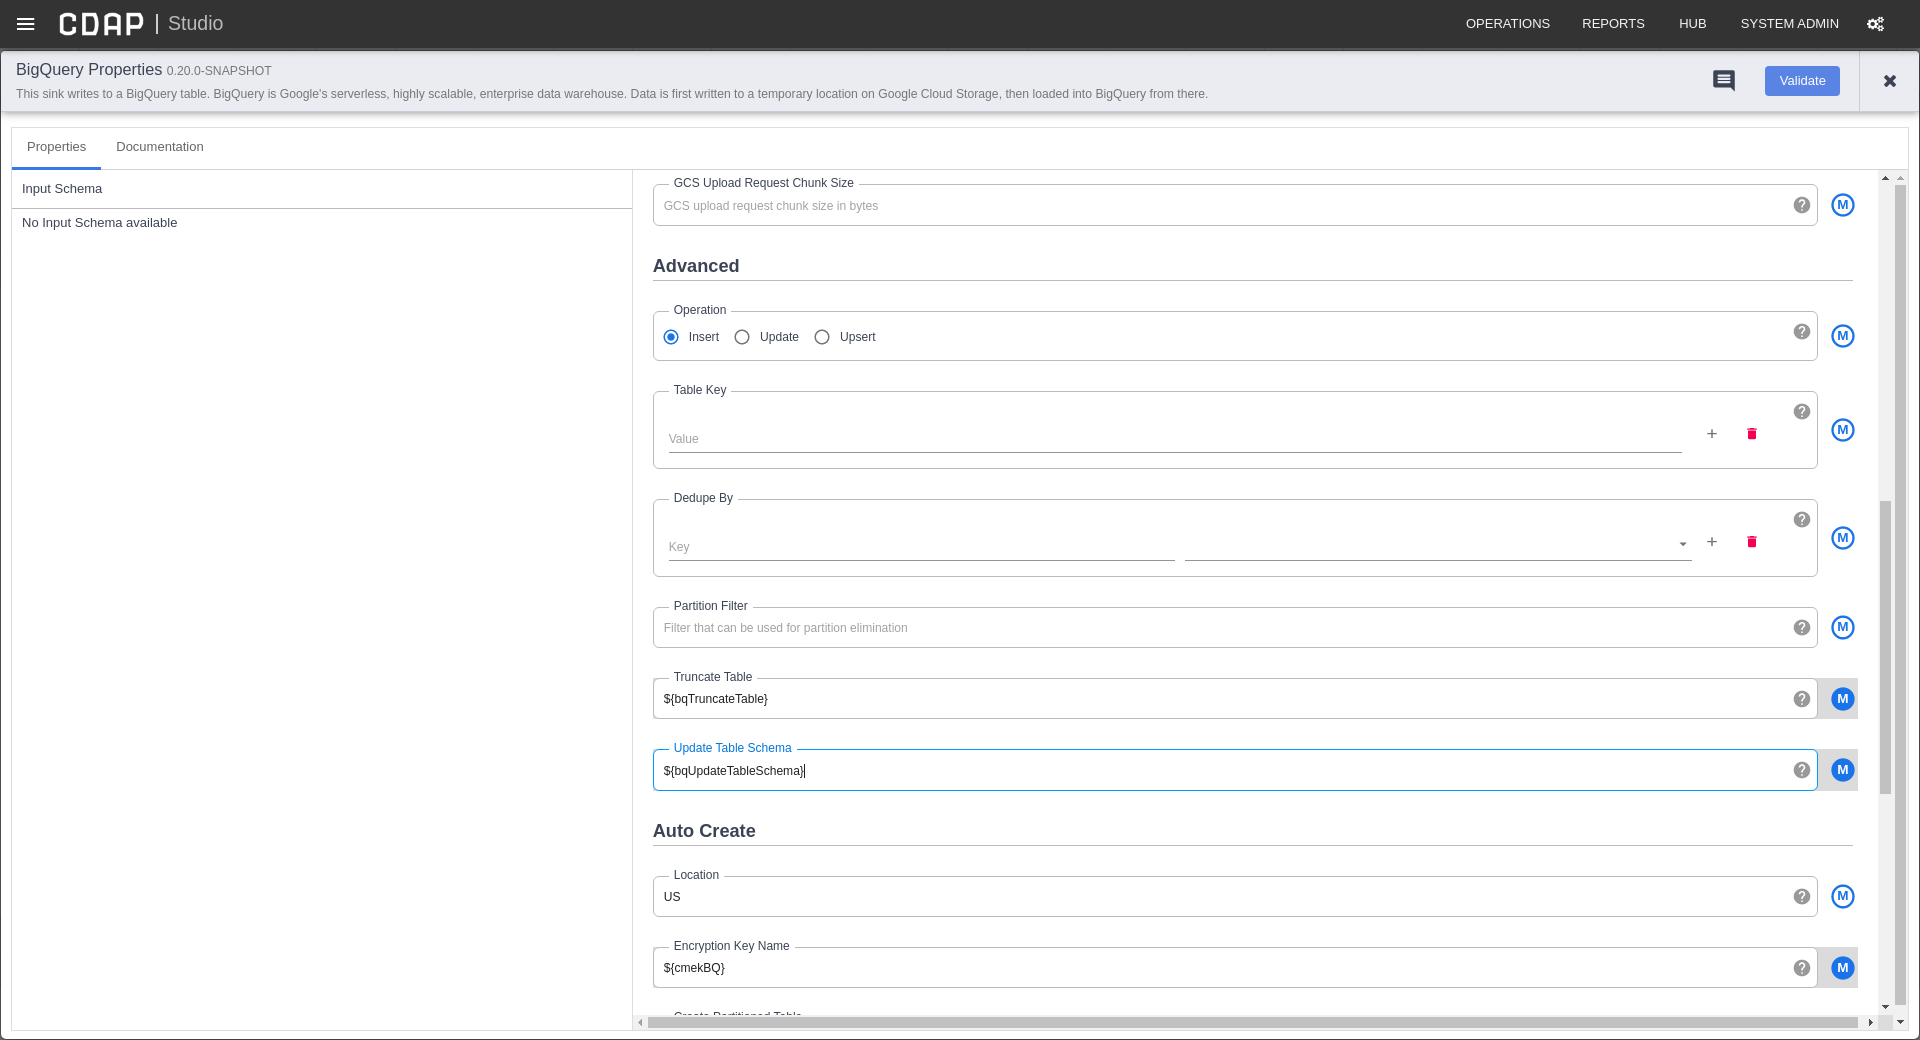 CDAP | Studio
OPERATIONS REPORTS HUB SYSTEM ADMIN
BigQuery Properties 0.20.0-SNAPSHOT
This sink writes to a BigQuery table. BigQuery is Google's serverless, highly scalable, enterprise data warehouse. Data is first written to a temporary location on Google Cloud Storage, then loaded into BigQuery from there.
Validate
Properties Documentation
Input Schema
No Input Schema available
GCS Upload Request Chunk Size
GCS upload request chunk size in bytes
M
Advanced
Operation
Insert Update Upsert
M
Table Key
Value
M
Dedupe By
Key
M
Partition Filter
Filter that can be used for partition elimination
M
Truncate Table
${bqTruncateTable}
M
Update Table Schema
${bqUpdateTableSchema}
M
Auto Create
Location
US
M
Encryption Key Name
${cmekBQ}
M
Create Partitioned Table